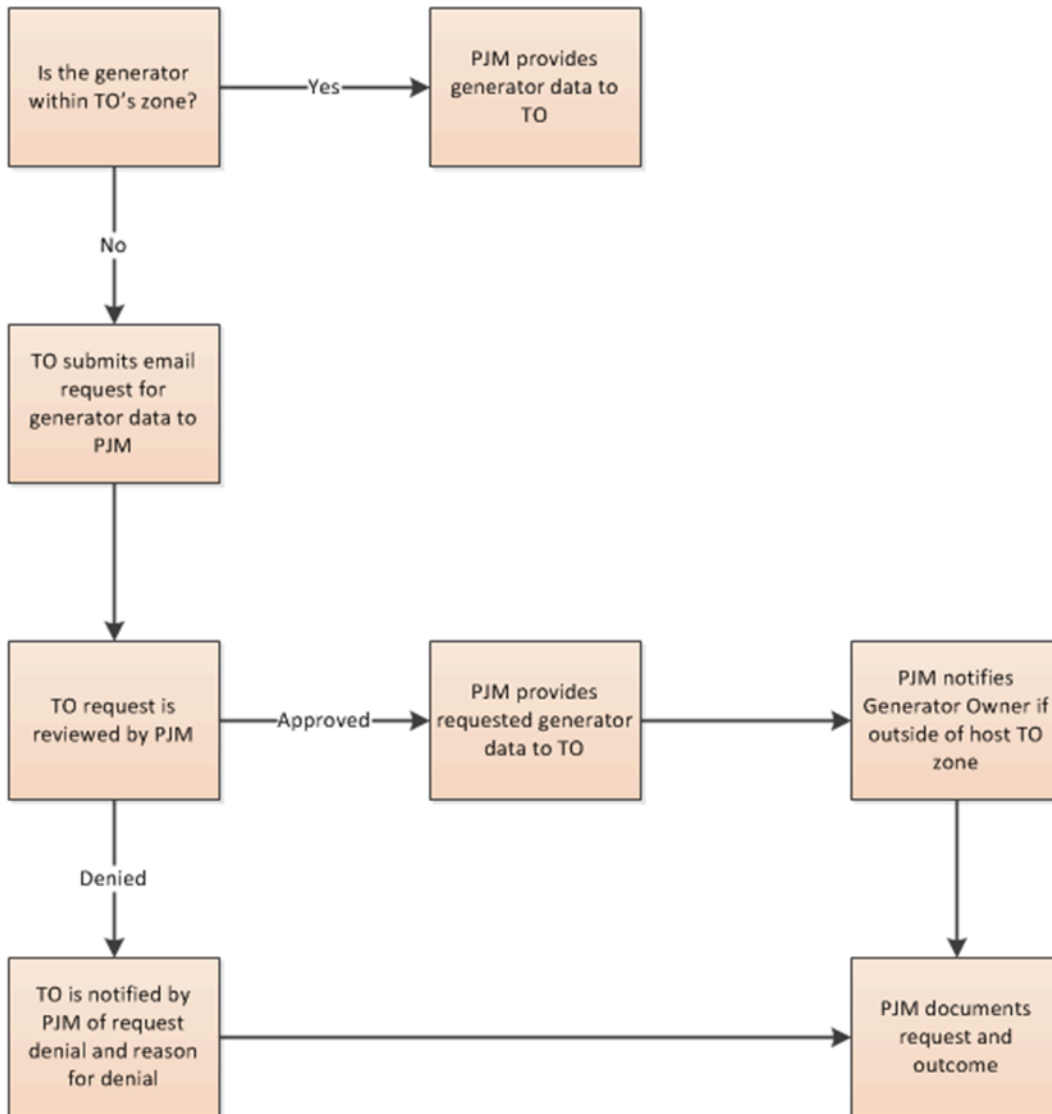 Is the generator
within TO's zone?
Yes
PJM provides
generator data to
TO
No
TO submits email
request for
generator data to
PJM
TO request is
reviewed by PJM
Approved
PJM provides
requested generator
data to TO
PJM notifies
Generator Owner if
outside of host TO
zone
Denied
TO is notified by
PJM of request
denial and reason
for denial
PJM documents
request and
outcome